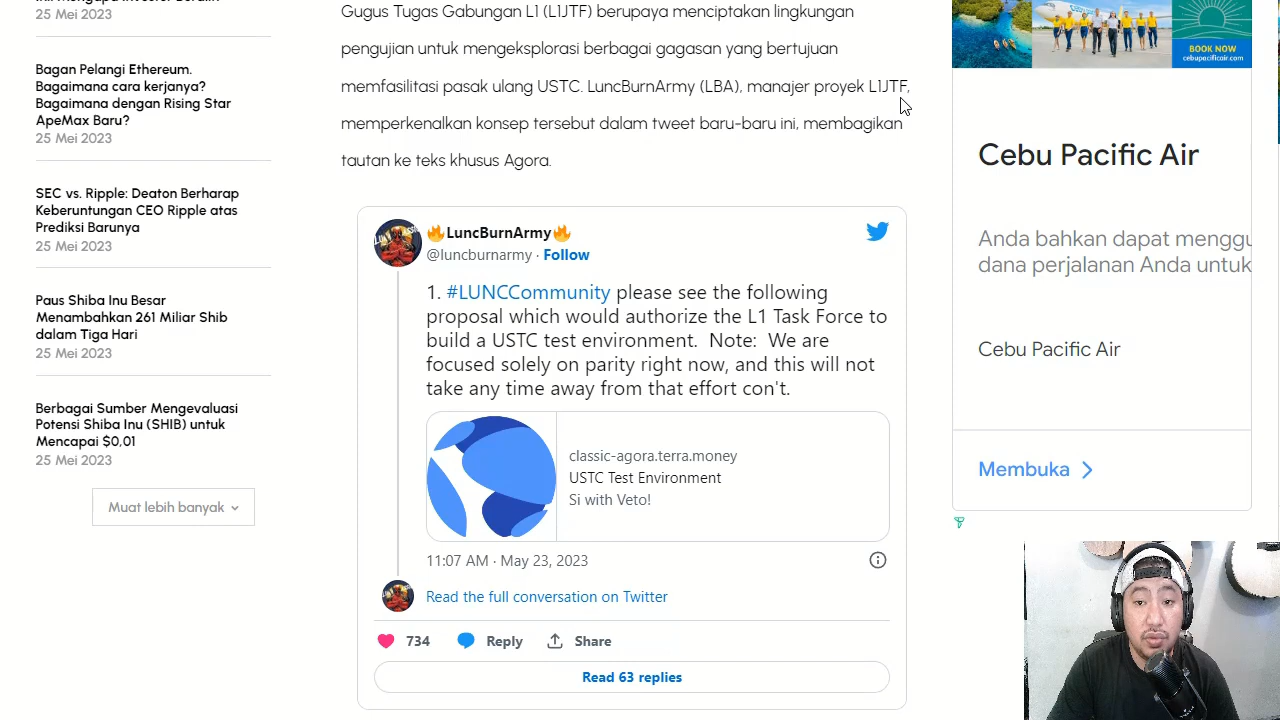 25 Mei 2023
Bagan Pelangi Ethereum.
Bagaimana cara kerjanya?
Bagaimana dengan Rising Star
ApeMax Baru?
25 Mei 2023
SEC vs. Ripple: Deaton Berharap
Keberuntungan CEO Ripple atas
Prediksi Barunya
25 Mei 2023
Paus Shiba Inu Besar
Menambahkan 261 Miliar Shib
dalam Tiga Hari
25 Mei 2023
Berbagai Sumber Mengevaluasi
Potensi Shiba Inu (SHIB) untuk
Mencapai $0,01
25 Mei 2023
Muat lebih banyak
Gugus Tugas Gabungan L1 (L1JTF) berupaya menciptakan lingkungan
pengujian untuk mengeksplorasi berbagai gagasan yang bertujuan
memfasilitasi pasak ulang USTC. LuncBurnArmy (LBA), manajer proyek L1JTF,
memperkenalkan konsep tersebut dalam tweet baru-baru ini, membagikan
tautan ke teks khusus Agora.
🔥LuncBurnArmy🔥
@luncburnarmy · Follow
1. #LUNCCommunity please see the following
proposal which would authorize the L1 Task Force to
build a USTC test environment. Note: We are
focused solely on parity right now, and this will not
take any time away from that effort con't.
classic-agora.terra.money
USTC Test Environment
Si with Veto!
11:07 AM · May 23, 2023
Read the full conversation on Twitter
734 Reply Share
Read 63 replies
BOOK NOW
cebupacificair.com
Cebu Pacific Air
Anda bahkan dapat menggu
dana perjalanan Anda untuk
Cebu Pacific Air
Membuka